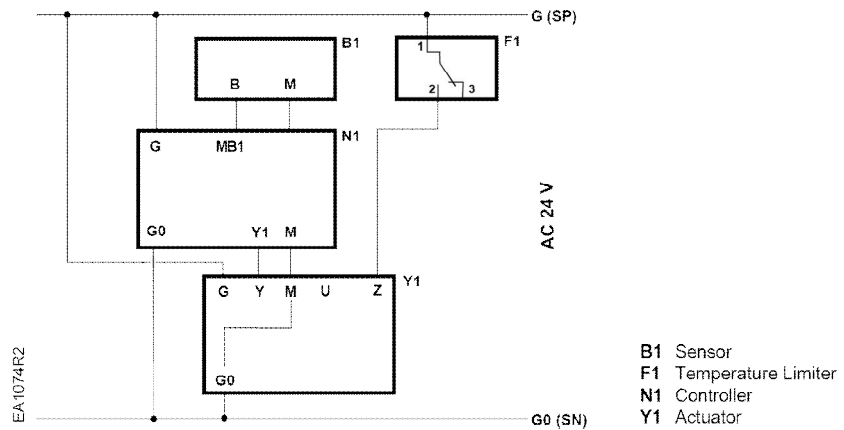 G (SP)
B1
F1
1
B M
2 3
N1
G MB1
G0 Y1 M
AC 24 V
Y1
G Y M U Z
G0
EA1074R2
G0 (SN)
B1 Sensor
F1 Temperature Limiter
N1 Controller
Y1 Actuator